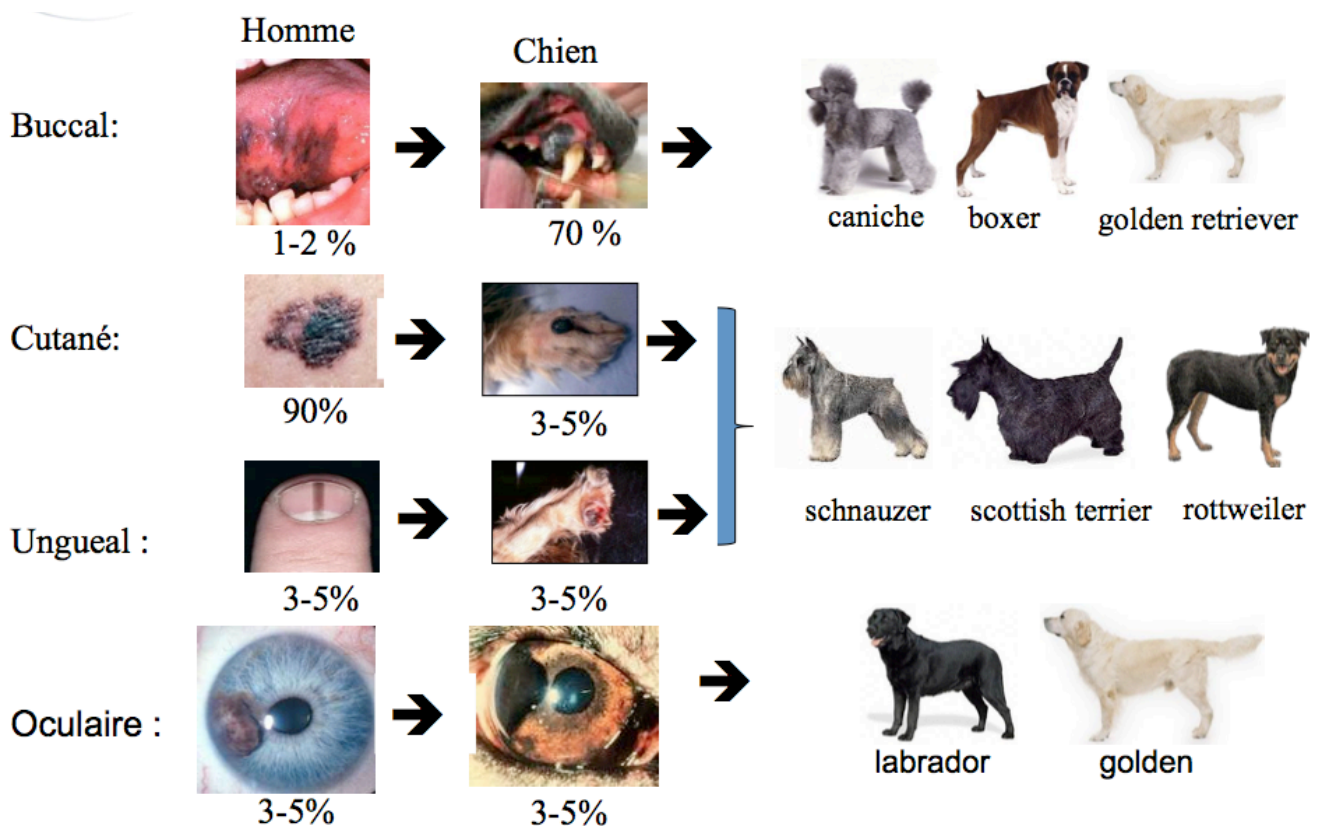 Homme
Chien
Buccal:
caniche boxer golden retriever
1-2 % 70 %
Cutané:
90% 3-5%
schnauzer scottish terrier rottweiler
Ungueal :
3-5% 3-5%
Oculaire :
labrador golden
3-5% 3-5%